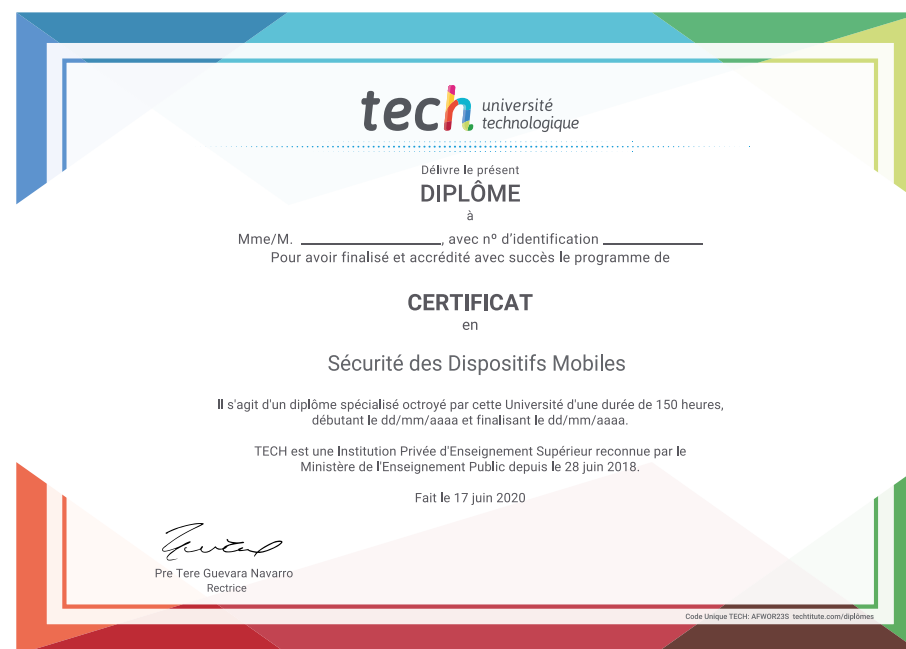 tech université
technologique
Délivre le présent
DIPLÔME
à
Mme/M. ____________________, avec nº d'identification ______________
Pour avoir finalisé et accrédité avec succès le programme de
CERTIFICAT
en
Sécurité des Dispositifs Mobiles
Il s'agit d'un diplôme spécialisé octroyé par cette Université d'une durée de 150 heures,
débutant le dd/mm/aaaa et finalisant le dd/mm/aaaa.
TECH est une Institution Privée d'Enseignement Supérieur reconnue par le
Ministère de l'Enseignement Public depuis le 28 juin 2018.
Fait le 17 juin 2020
Pre Tere Guevara Navarro
Rectrice
Code Unique TECH: AFWOR23S techtitute.com/diplômes